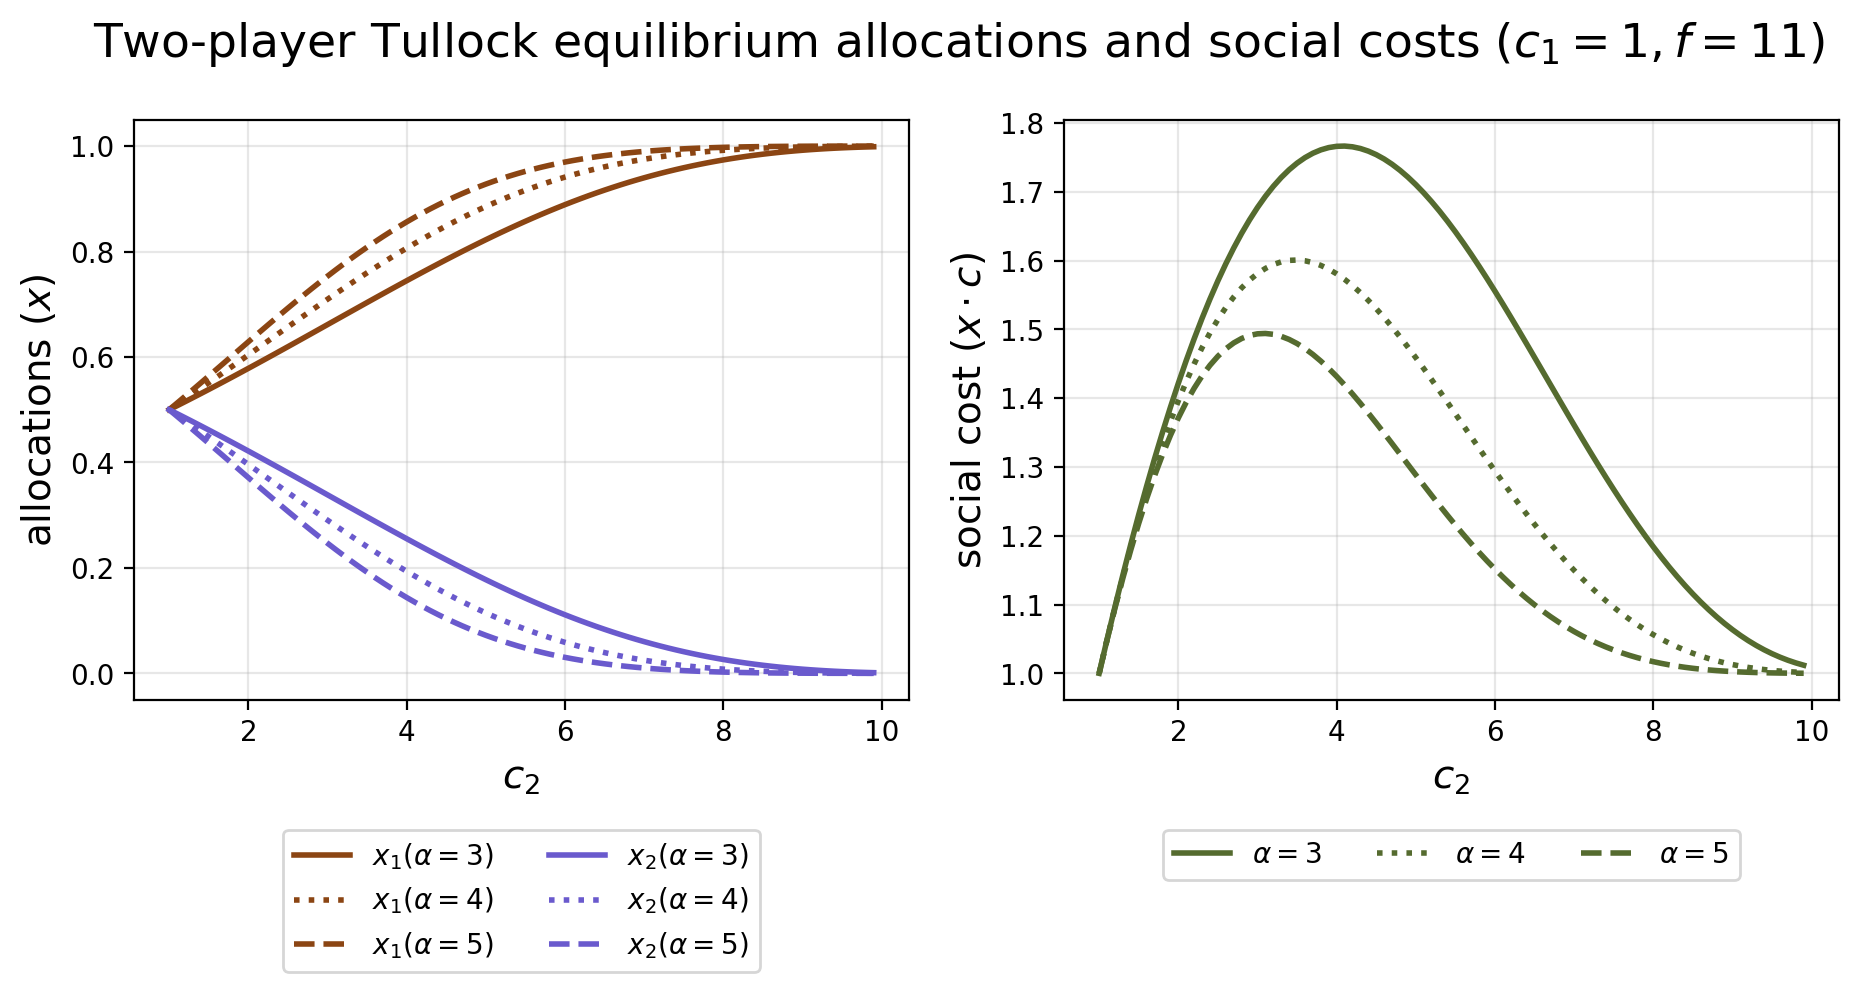 Two-player Tullock equilibrium allocations and social costs (c₁ = 1, f = 11)
allocations (x)
1.0
0.8
0.6
0.4
0.2
0.0
2 4 6 8 10
c₂
x₁(α = 3) x₂(α = 3)
x₁(α = 4) x₂(α = 4)
x₁(α = 5) x₂(α = 5)
social cost (x · c)
1.8
1.7
1.6
1.5
1.4
1.3
1.2
1.1
1.0
2 4 6 8 10
c₂
α = 3 α = 4 α = 5